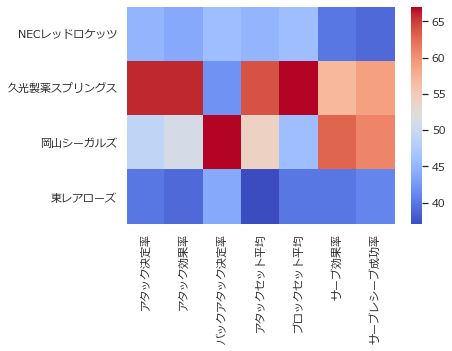 NECレッドロケッツ
久光製薬スプリングス
岡山シーガルズ
東レアローズ
アタック決定率
アタック効果率
バックアタック決定率
アタックセット平均
ブロックセット平均
サーブ効果率
サーブレシーブ成功率
65
60
55
50
45
40